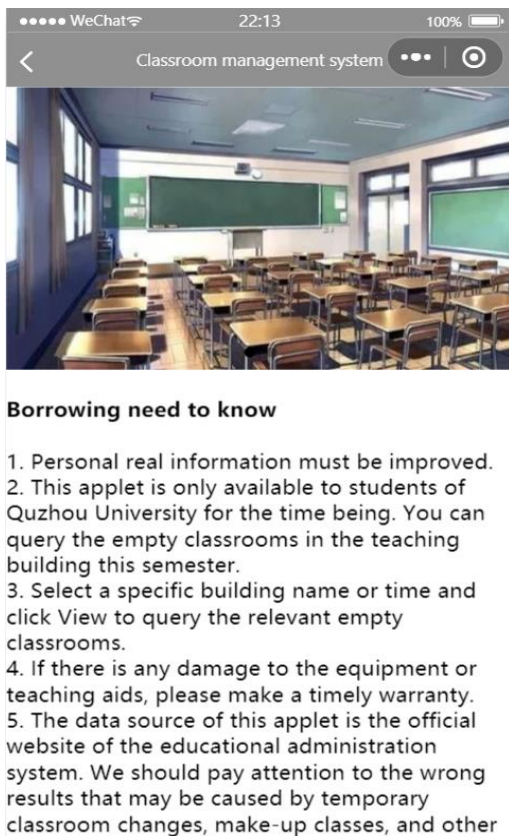 WeChat 22:13 100%
Classroom management system
Borrowing need to know
1. Personal real information must be improved.
2. This applet is only available to students of
Quzhou University for the time being. You can
query the empty classrooms in the teaching
building this semester.
3. Select a specific building name or time and
click View to query the relevant empty
classrooms.
4. If there is any damage to the equipment or
teaching aids, please make a timely warranty.
5. The data source of this applet is the official
website of the educational administration
system. We should pay attention to the wrong
results that may be caused by temporary
classroom changes, make-up classes, and other